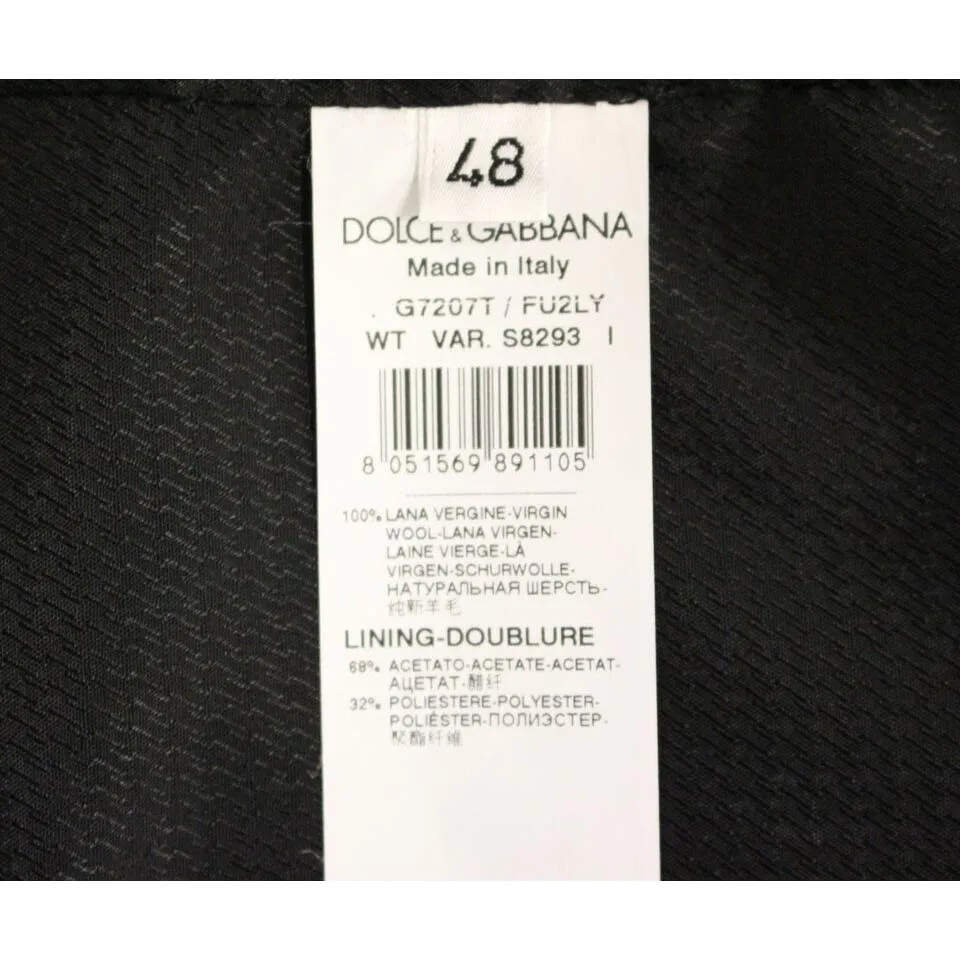 48
DOLCE & GABBANA
Made in Italy
. G7207T / FU2LY
WT VAR. S8293 I
8 051569 891105
100% LANA VERGINE-VIRGIN
WOOL-LANA VIRGEN-
LAINE VIERGE-LÀ
VIRGEN-SCHURWOLLE-
НАТУРАЛЬНАЯ ШЕРСТЬ-
纯新羊毛
LINING-DOUBLURE
68% ACETATO-ACETATE-ACETAT-
АЦЕТАТ-醋纤
32% POLIESTERE-POLYESTER-
POLIÉSTER-ПОЛИЭСТЕР-
聚酯纤维